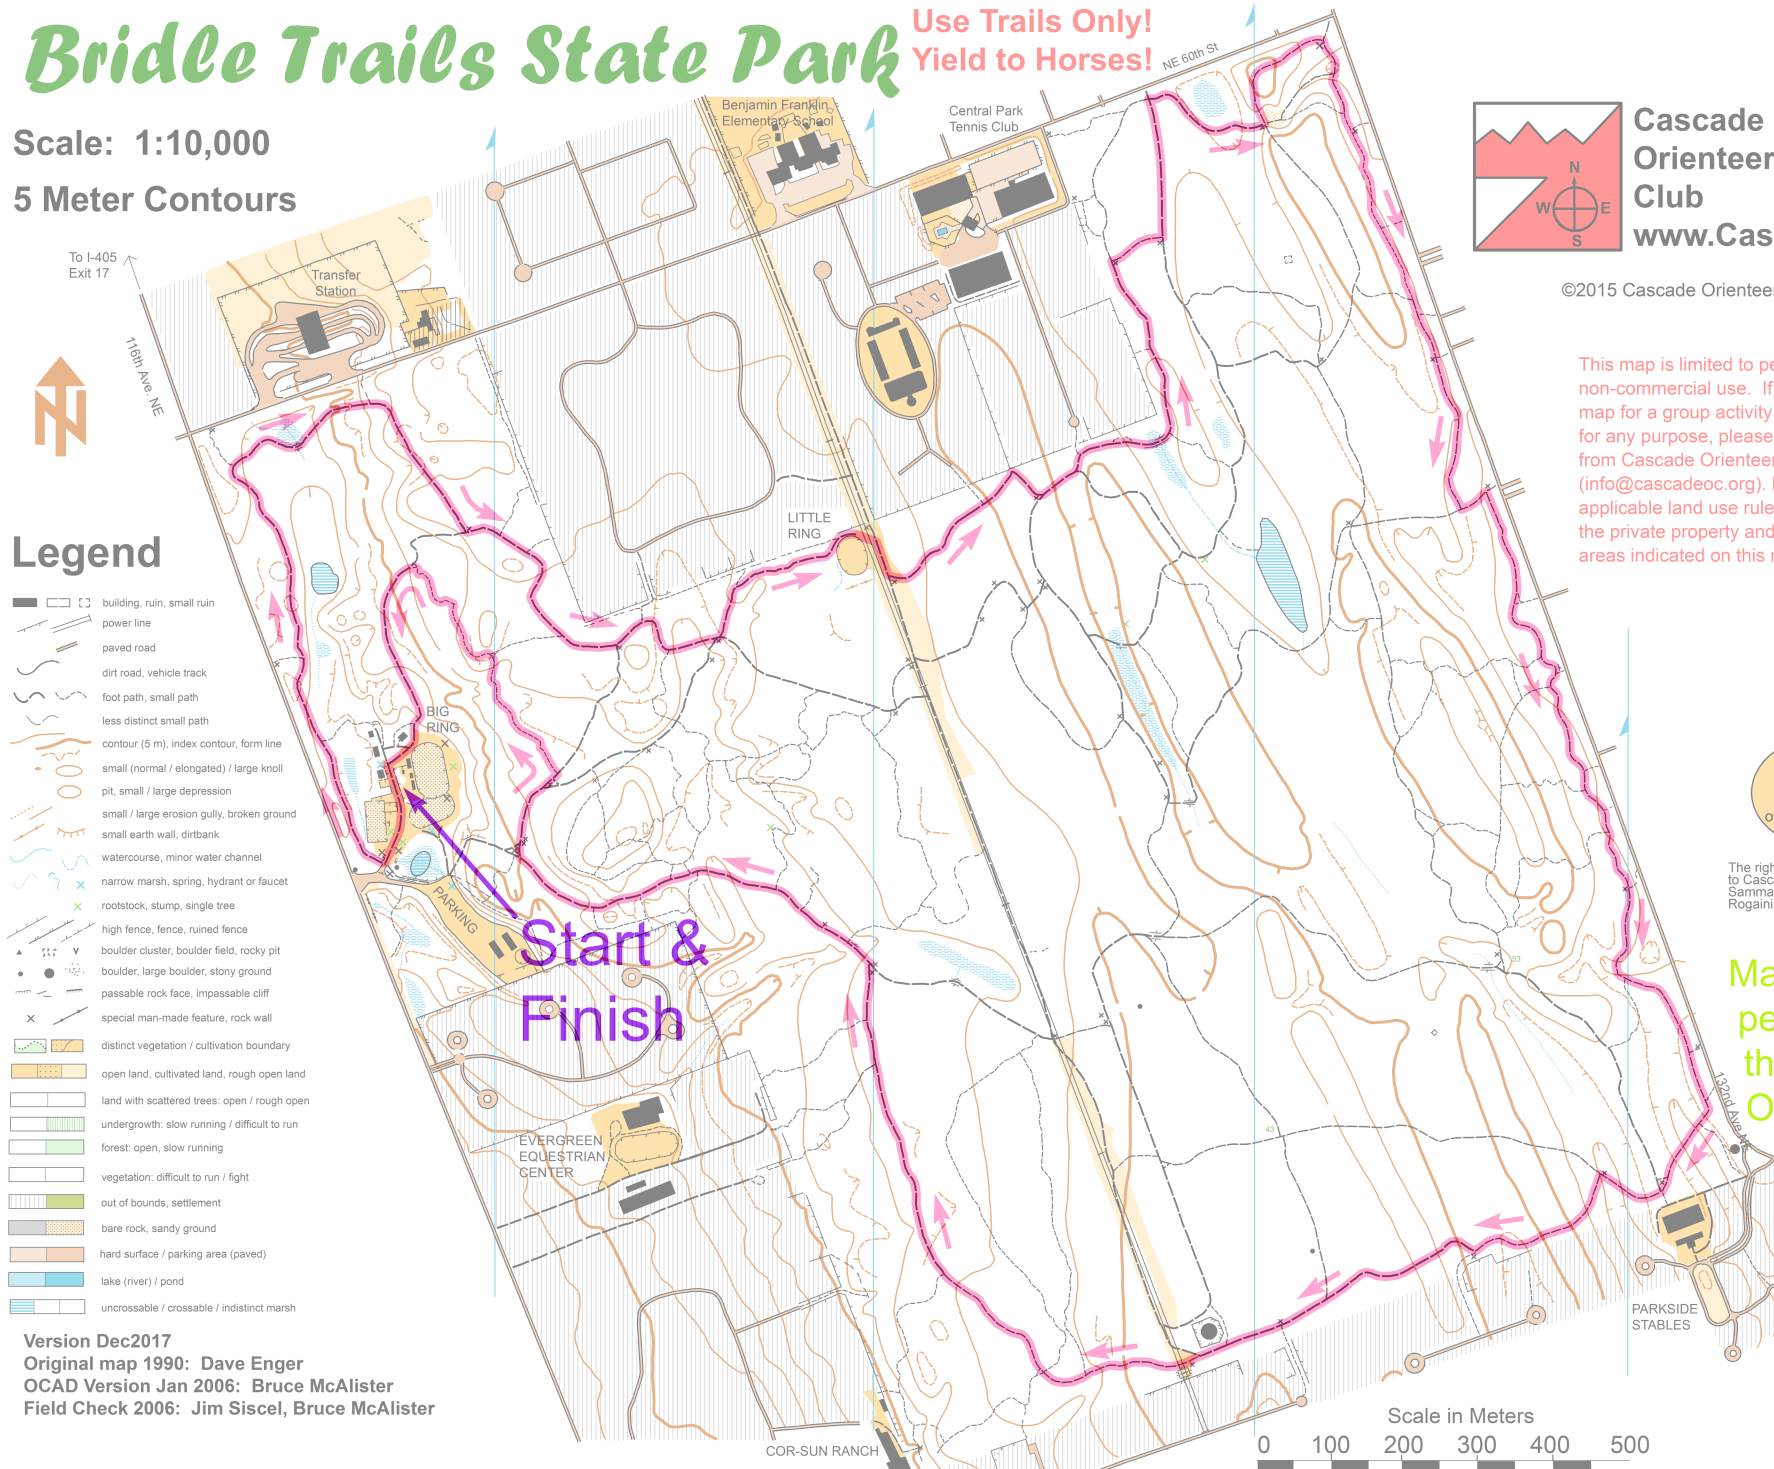 Bridle Trails State Park
Use Trails Only!
Yield to Horses!
Scale: 1:10,000
5 Meter Contours
To I-405
Exit 17
116th Ave. NE
Transfer
Station
Benjamin Franklin
Elementary School
Central Park
Tennis Club
NE 60th St
N
W
E
S
Cascade
Orienteer
Club
www.Cas
©2015 Cascade Orienteer
This map is limited to pe
non-commercial use. If
map for a group activity
for any purpose, please
from Cascade Orienteer
(info@cascadeoc.org).
applicable land use rule
the private property and
areas indicated on this
N
LITTLE
RING
BIG
RING
PARKING
Start &
Finish
EVERGREEN
EQUESTRIAN
CENTER
COR-SUN RANCH
PARKSIDE
STABLES
132nd Ave NE
53
43
The righ
to Casc
Samma
Rogaini
Ma
pe
th
O
Legend
building, ruin, small ruin
power line
paved road
dirt road, vehicle track
foot path, small path
less distinct small path
contour (5 m), index contour, form line
small (normal / elongated) / large knoll
pit, small / large depression
small / large erosion gully, broken ground
small earth wall, dirtbank
watercourse, minor water channel
narrow marsh, spring, hydrant or faucet
rootstock, stump, single tree
high fence, fence, ruined fence
boulder cluster, boulder field, rocky pit
boulder, large boulder, stony ground
passable rock face, impassable cliff
special man-made feature, rock wall
distinct vegetation / cultivation boundary
open land, cultivated land, rough open land
land with scattered trees: open / rough open
undergrowth: slow running / difficult to run
forest: open, slow running
vegetation: difficult to run / fight
out of bounds, settlement
bare rock, sandy ground
hard surface / parking area (paved)
lake (river) / pond
uncrossable / crossable / indistinct marsh
Version Dec2017
Original map 1990: Dave Enger
OCAD Version Jan 2006: Bruce McAlister
Field Check 2006: Jim Siscel, Bruce McAlister
Scale in Meters
0 100 200 300 400 500